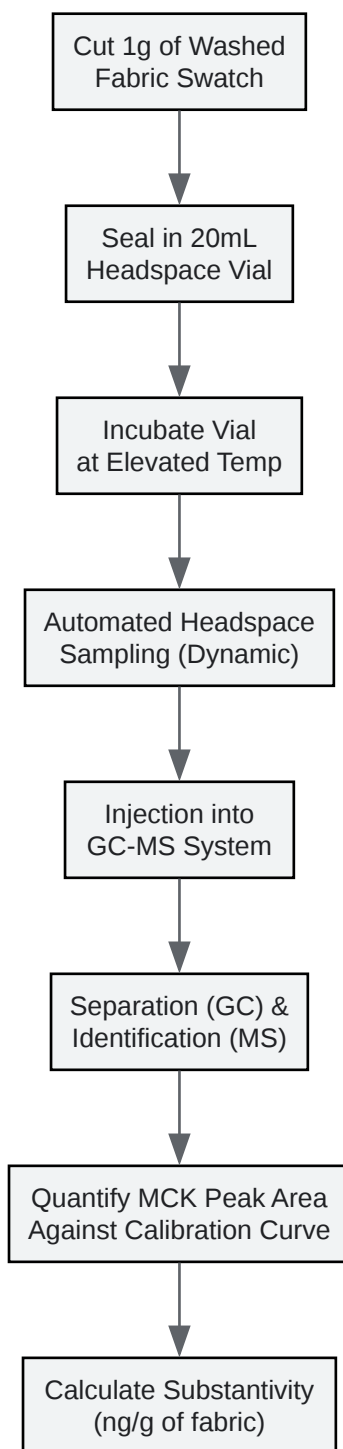 Cut 1g of Washed
Fabric Swatch
Seal in 20mL
Headspace Vial
Incubate Vial
at Elevated Temp
Automated Headspace
Sampling (Dynamic)
Injection into
GC-MS System
Separation (GC) &
Identification (MS)
Quantify MCK Peak Area
Against Calibration Curve
Calculate Substantivity
(ng/g of fabric)